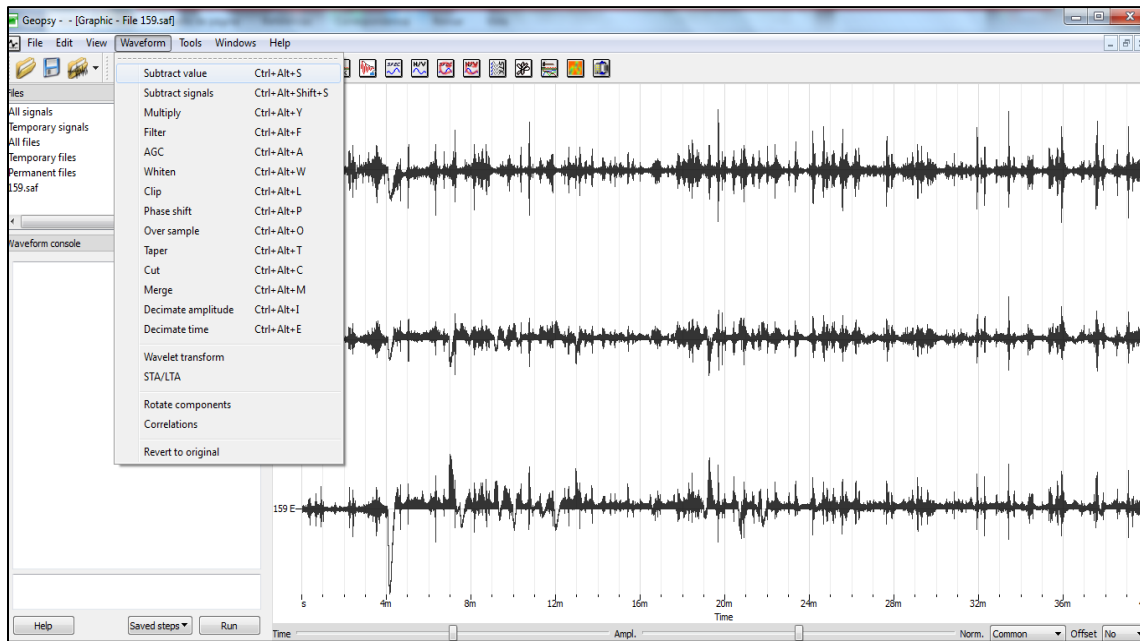 Geopsy - - [Graphic - File 159.saf]
File Edit View Waveform Tools Windows Help
Subtract value Ctrl+Alt+S
Subtract signals Ctrl+Alt+Shift+S
Multiply Ctrl+Alt+Y
Filter Ctrl+Alt+F
AGC Ctrl+Alt+A
Whiten Ctrl+Alt+W
Clip Ctrl+Alt+L
Phase shift Ctrl+Alt+P
Over sample Ctrl+Alt+O
Taper Ctrl+Alt+T
Cut Ctrl+Alt+C
Merge Ctrl+Alt+M
Decimate amplitude Ctrl+Alt+I
Decimate time Ctrl+Alt+E
Wavelet transform
STA/LTA
Rotate components
Correlations
Revert to original
SPEC H/V
Files
All signals
Temporary signals
All files
Temporary files
Permanent files
159.saf
Waveform console
159 E
s 4m 8m 12m 16m 20m 24m 28m 32m 36m
Time
Help Saved steps Run
Time Ampl. Norm. Common Offset No